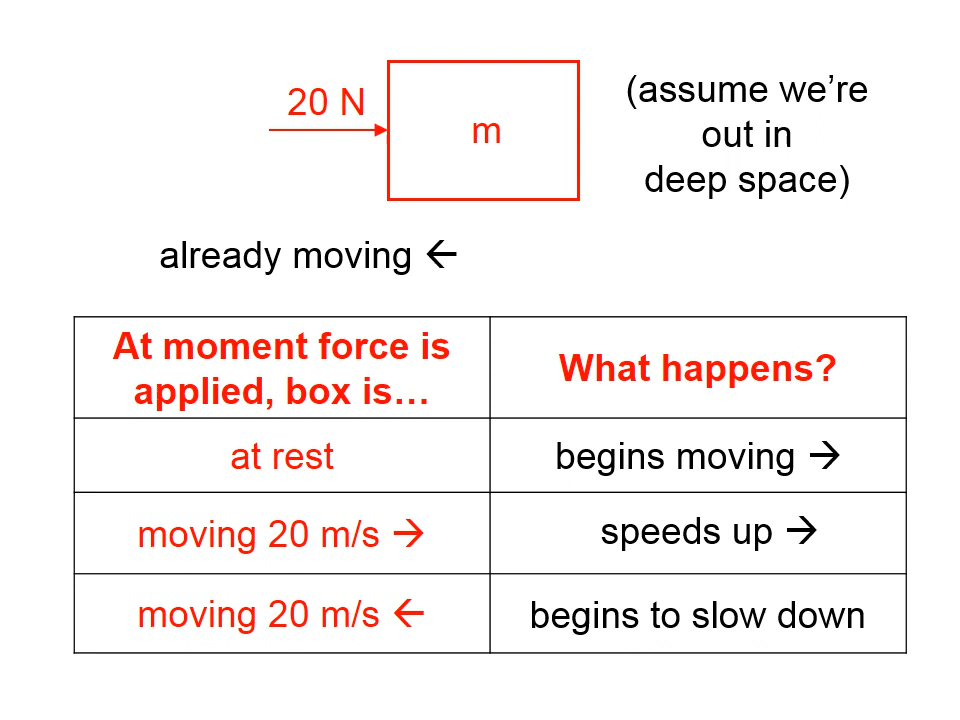 20 N
m
(assume we’re
out in
deep space)
already moving ←
At moment force is
applied, box is…
What happens?
at rest
begins moving →
moving 20 m/s →
speeds up →
moving 20 m/s ←
begins to slow down